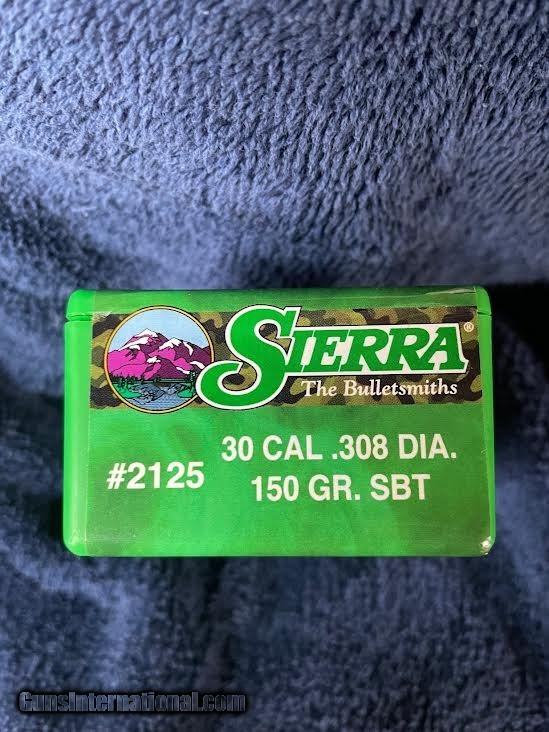 SIERRA®
The Bulletsmiths
#2125
30 CAL .308 DIA.
150 GR. SBT
GunsInternational.com